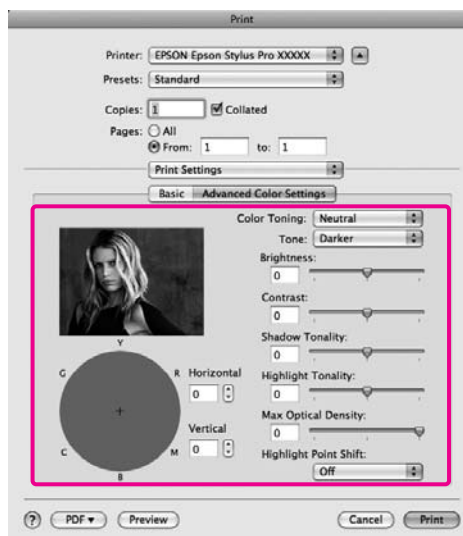 Print
Printer: EPSON Epson Stylus Pro XXXXX
Presets: Standard
Copies: 1 Collated
Pages: All
From: 1 to: 1
Print Settings
Basic Advanced Color Settings
Color Toning: Neutral
Tone: Darker
Brightness:
0
Contrast:
0
Shadow Tonality:
0
Highlight Tonality:
0
Max Optical Density:
0
Highlight Point Shift:
Off
Y
G R
C M
B
Horizontal
0
Vertical
0
? PDF Preview Cancel Print